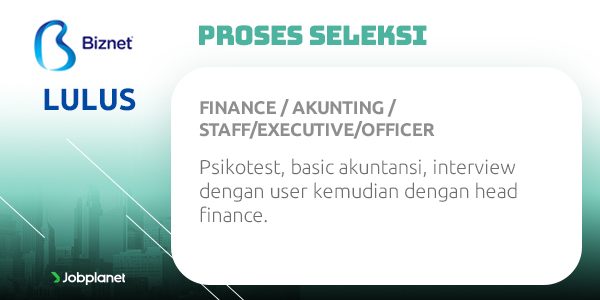 Biznet
PROSES SELEKSI
LULUS
FINANCE / AKUNTING /
STAFF/EXECUTIVE/OFFICER
Psikotest, basic akuntansi, interview
dengan user kemudian dengan head
finance.
Jobplanet